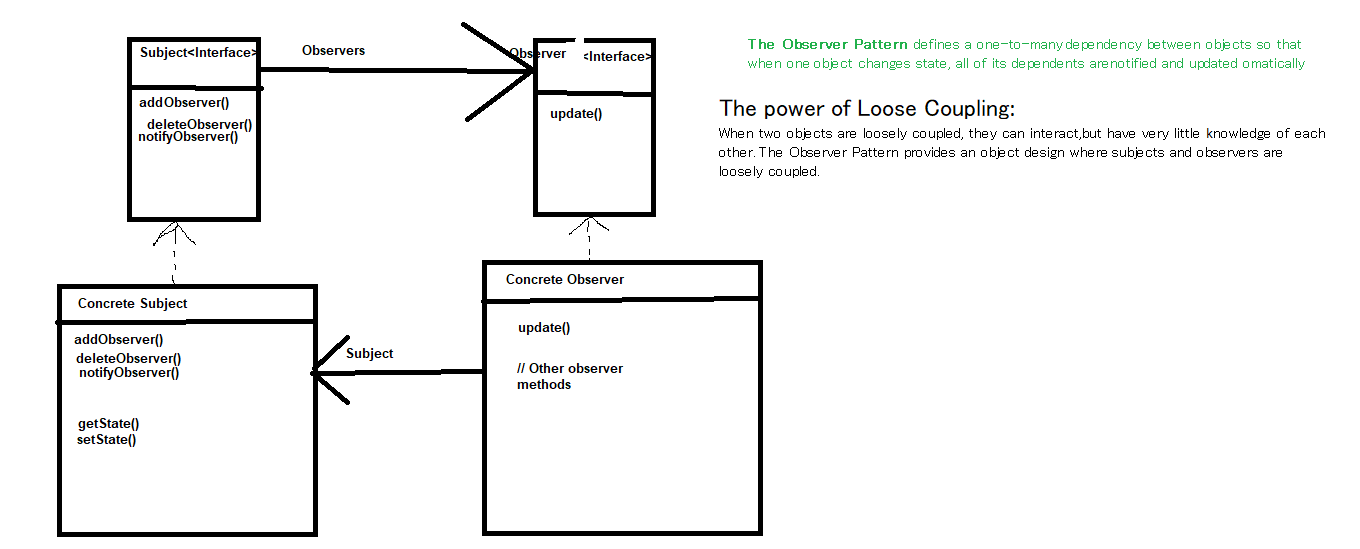 Subject<Interface>
addObserver()
deleteObserver()
notifyObserver()
Observers
Observer <Interface>
update()
The Observer Pattern defines a one-to-many dependency between objects so that
when one object changes state, all of its dependents arenotified and updated omatically
The power of Loose Coupling:
When two objects are loosely coupled, they can interact,but have very little knowledge of each
other. The Observer Pattern provides an object design where subjects and observers are
loosely coupled.
Concrete Subject
addObserver()
deleteObserver()
notifyObserver()
getState()
setState()
Subject
Concrete Observer
update()
// Other observer
methods